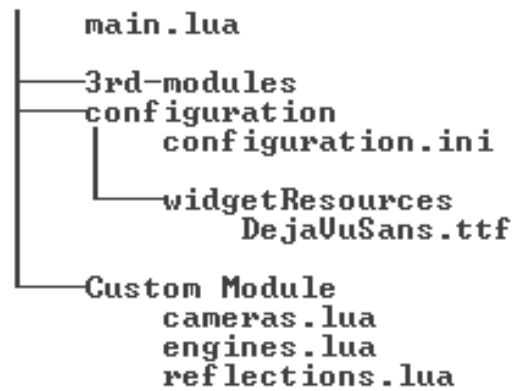 main.lua
3rd-modules
configuration
configuration.ini
widgetResources
DejaVuSans.ttf
Custom Module
cameras.lua
engines.lua
reflections.lua